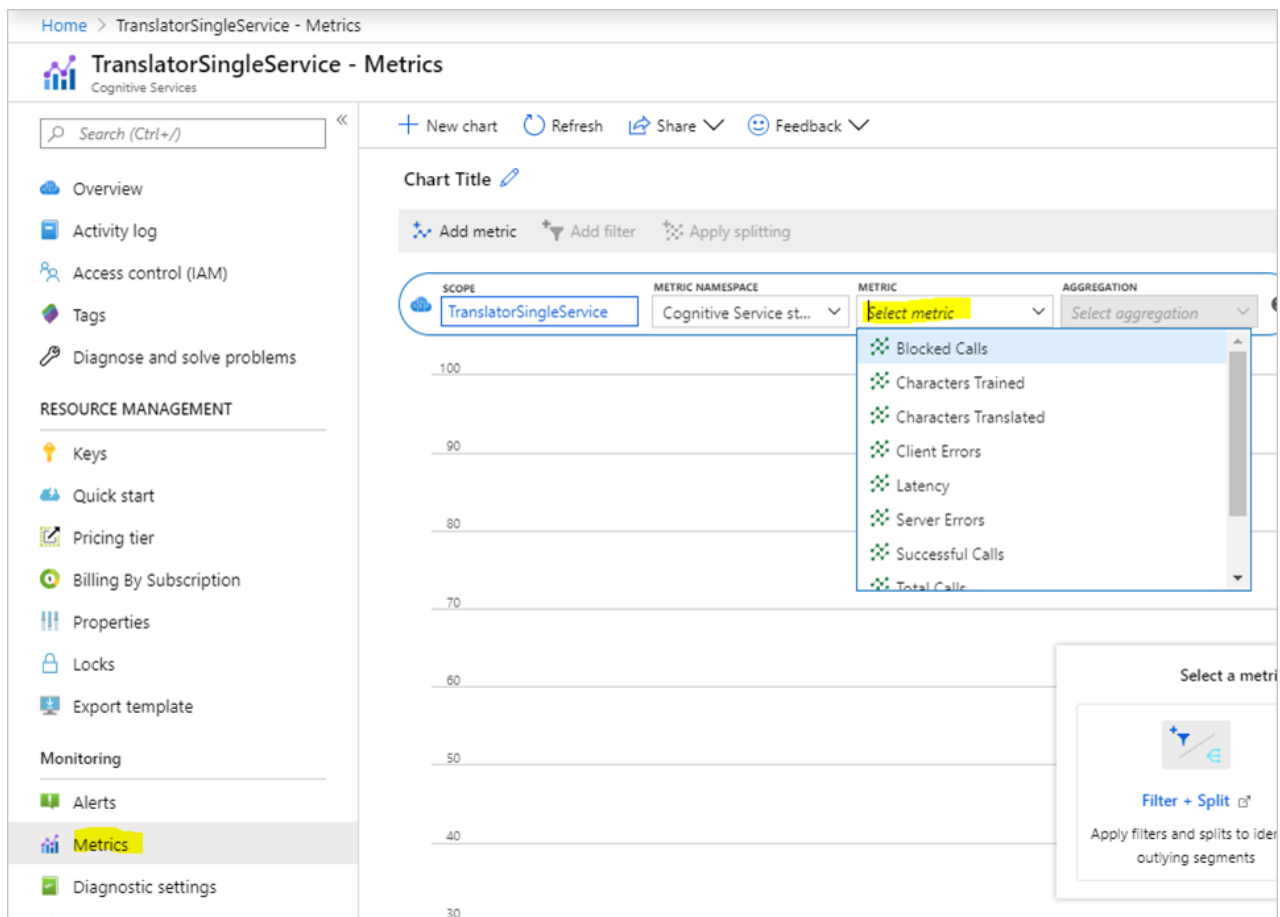 Home > TranslatorSingleService - Metrics
TranslatorSingleService - Metrics
Cognitive Services
Search (Ctrl+/)
«
Overview
Activity log
Access control (IAM)
Tags
Diagnose and solve problems
RESOURCE MANAGEMENT
Keys
Quick start
Pricing tier
Billing By Subscription
Properties
Locks
Export template
Monitoring
Alerts
Metrics
Diagnostic settings
New chart Refresh Share Feedback
Chart Title
Add metric Add filter Apply splitting
SCOPE METRIC NAMESPACE METRIC AGGREGATION
TranslatorSingleService Cognitive Service st... Select metric Select aggregation
Blocked Calls
Characters Trained
Characters Translated
Client Errors
Latency
Server Errors
Successful Calls
Total Calls
100
90
80
70
60
50
40
30
Select a metri
Filter + Split
Apply filters and splits to iden
outlying segments